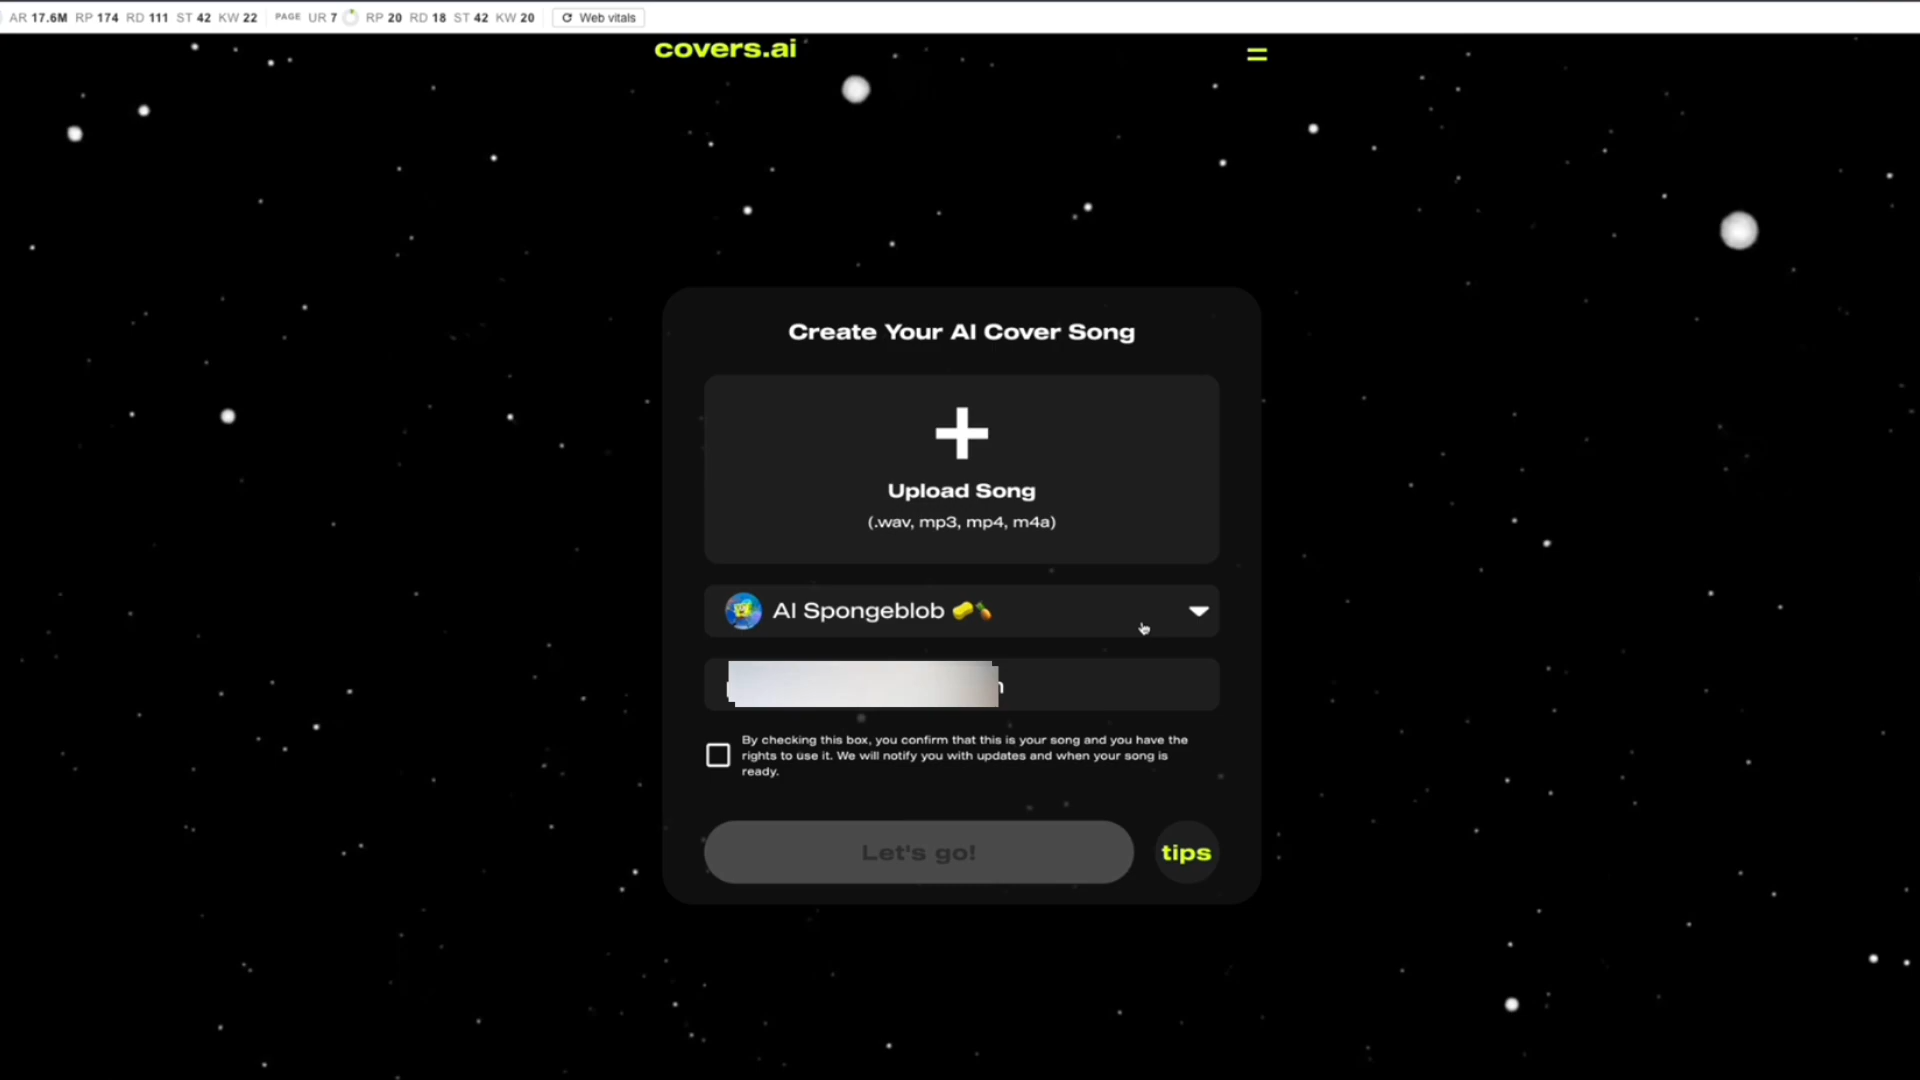 AR 17.6M RP 174 RD 111 ST 42 KW 22 PAGE UR 7 RP 20 RD 18 ST 42 KW 20 Web vitals
covers.ai
Create Your AI Cover Song
Upload Song
(.wav, mp3, mp4, m4a)
AI Spongeblob
By checking this box, you confirm that this is your song and you have the
rights to use it. We will notify you with updates and when your song is
ready.
Let's go!
tips